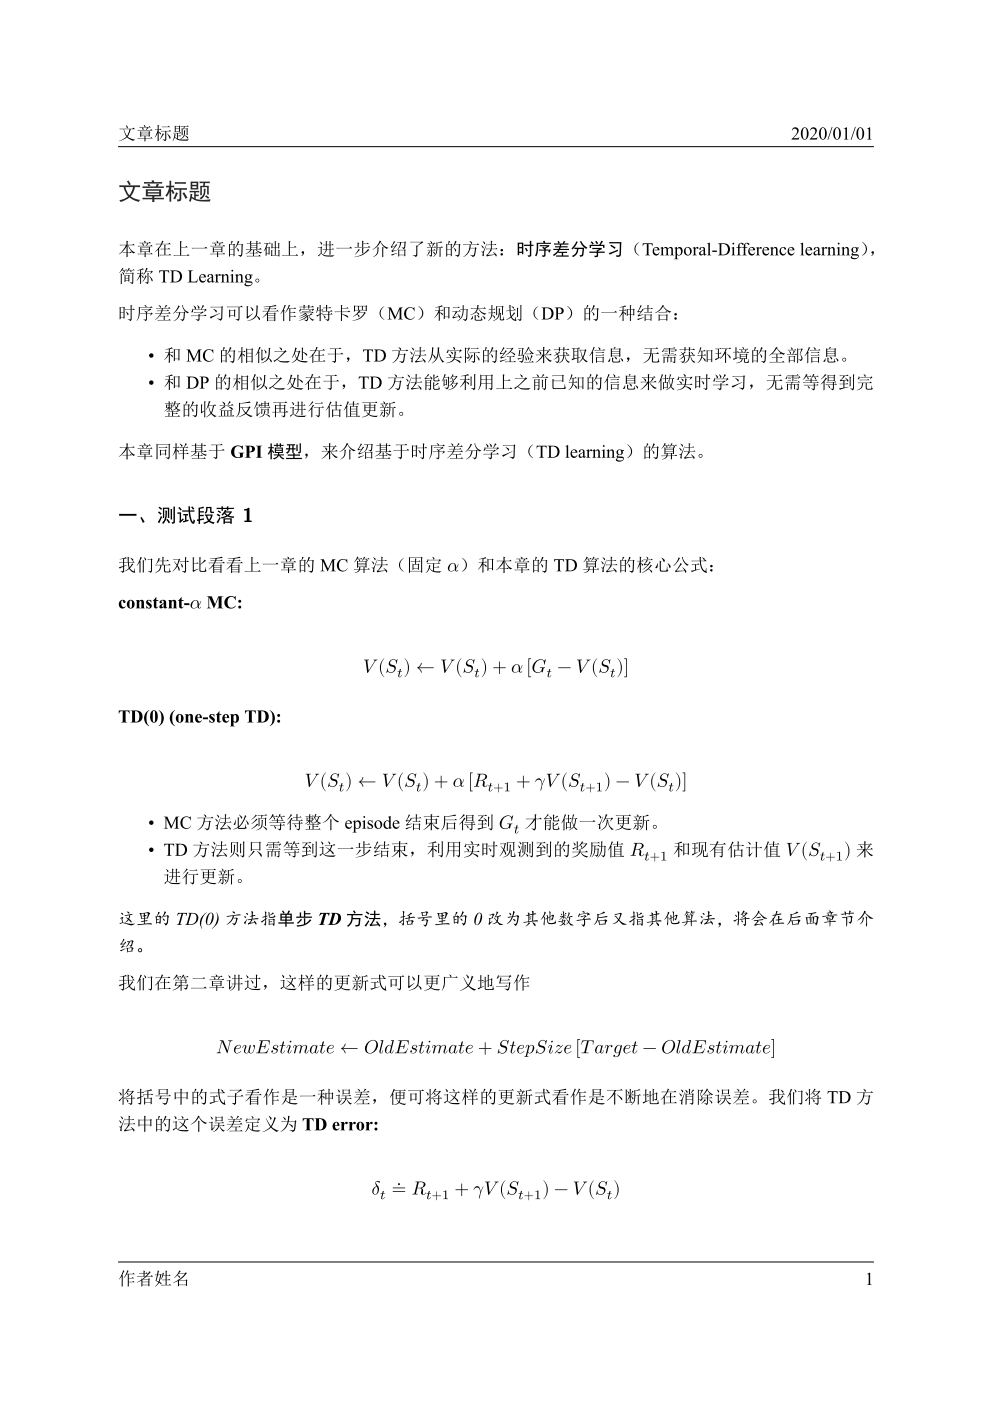 文章标题 2020/01/01
文章标题
本章在上一章的基础上，进一步介绍了新的方法：时序差分学习（Temporal-Difference learning），
简称 TD Learning。
时序差分学习可以看作蒙特卡罗（MC）和动态规划（DP）的一种结合：
• 和 MC 的相似之处在于，TD 方法从实际的经验来获取信息，无需获知环境的全部信息。
• 和 DP 的相似之处在于，TD 方法能够利用上之前已知的信息来做实时学习，无需等得到完
整的收益反馈再进行估值更新。
本章同样基于 GPI 模型，来介绍基于时序差分学习（TD learning）的算法。
一、测试段落 1
我们先对比看看上一章的 MC 算法（固定 α）和本章的 TD 算法的核心公式：
constant-α MC:
V(S_t) ← V(S_t) + α [G_t − V(S_t)]
TD(0) (one-step TD):
V(S_t) ← V(S_t) + α [R_{t+1} + γV(S_{t+1}) − V(S_t)]
• MC 方法必须等待整个 episode 结束后得到 G_t 才能做一次更新。
• TD 方法则只需等到这一步结束，利用实时观测到的奖励值 R_{t+1} 和现有估计值 V(S_{t+1}) 来
进行更新。
这里的 TD(0) 方法指单步 TD 方法，括号里的 0 改为其他数字后又指其他算法，将会在后面章节介
绍。
我们在第二章讲过，这样的更新式可以更广义地写作
NewEstimate ← OldEstimate + StepSize [Target − OldEstimate]
将括号中的式子看作是一种误差，便可将这样的更新式看作是不断地在消除误差。我们将 TD 方
法中的这个误差定义为 TD error:
δ_t ≐ R_{t+1} + γV(S_{t+1}) − V(S_t)
作者姓名 1